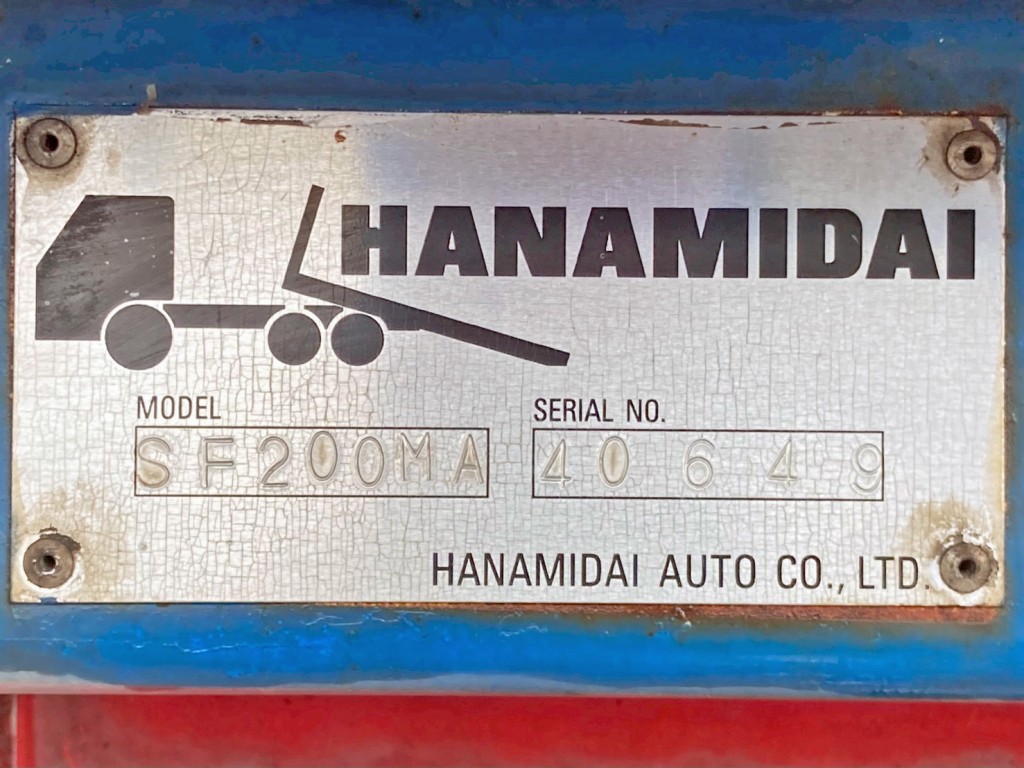 HANAMIDAI
MODEL SERIAL NO.
SF200MA 40649
HANAMIDAI AUTO CO., LTD.